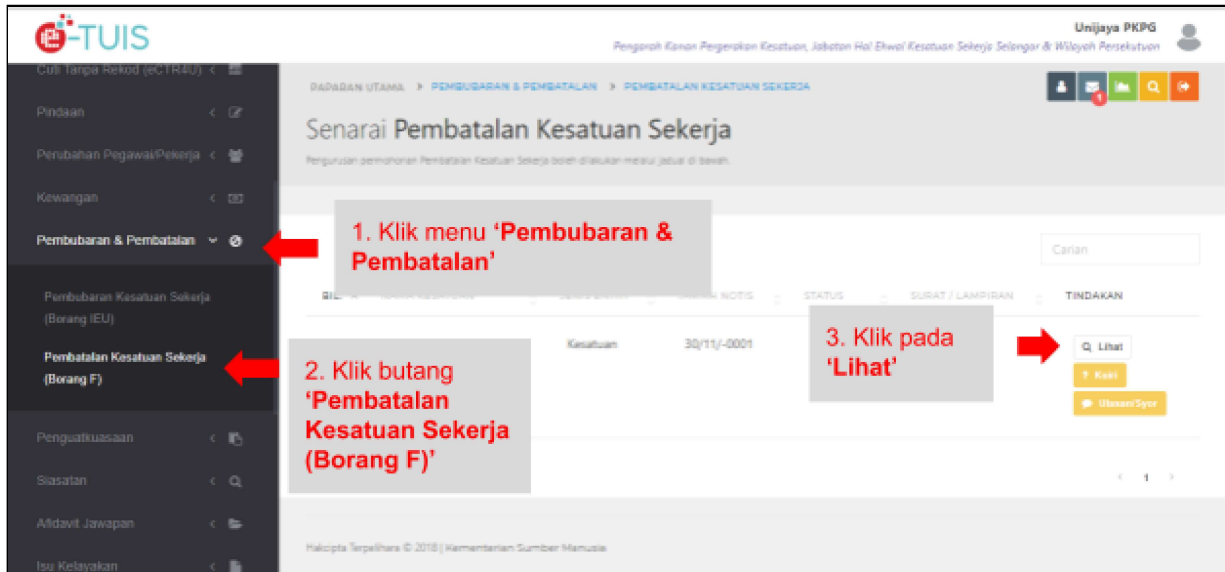 e-TUIS
Unijaya PKPG
Pengarah Kanan Pergerakan Kesatuan, Jabatan Hal Ehwal Kesatuan Sekerja Selangor & Wilayah Persekutuan
Cuti Tanpa Rekod (eCTR4U)
Pindaan
Perubahan Pegawai/Pekerja
Kewangan
Pembubaran & Pembatalan
Pembubaran Kesatuan Sekerja
(Borang IEU)
Pembatalan Kesatuan Sekerja
(Borang F)
Penguatkuasaan
Siasatan
Afidavit Jawapan
Isu Kelayakan
PAPARAN UTAMA > PEMBUBARAN & PEMBATALAN > PEMBATALAN KESATUAN SEKERJA
Senarai Pembatalan Kesatuan Sekerja
Pengurusan permohonan Pembatalan Kesatuan Sekerja boleh dilakukan melalui jadual di bawah.
1. Klik menu ‘Pembubaran &
Pembatalan’
Carian
BIL. NOTIS STATUS SURAT / LAMPIRAN TINDAKAN
Kesatuan 30/11/-0001
3. Klik pada
‘Lihat’
Lihat
? Kuiri
Ulasan/Syor
2. Klik butang
‘Pembatalan
Kesatuan Sekerja
(Borang F)’
< 1 >
Hakcipta Terpelihara © 2018 | Kementerian Sumber Manusia